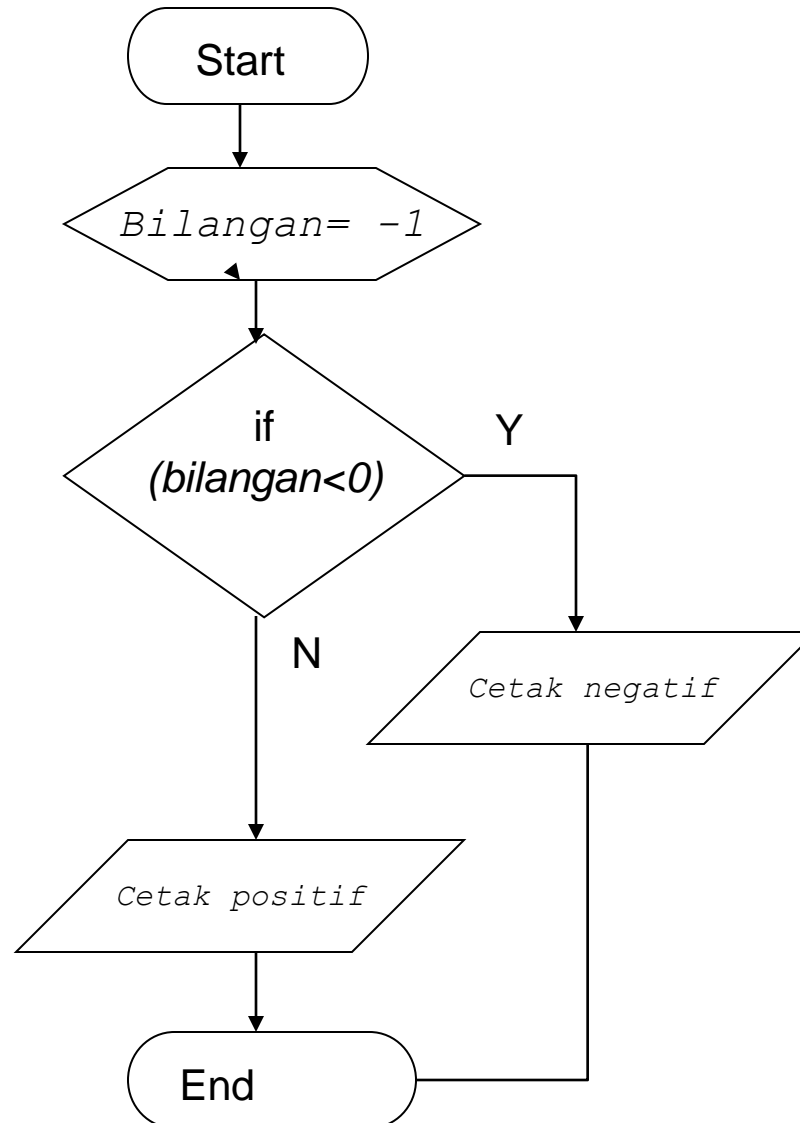 Start
Bilangan= -1
if
(bilangan<0)
Y
N
Cetak negatif
Cetak positif
End